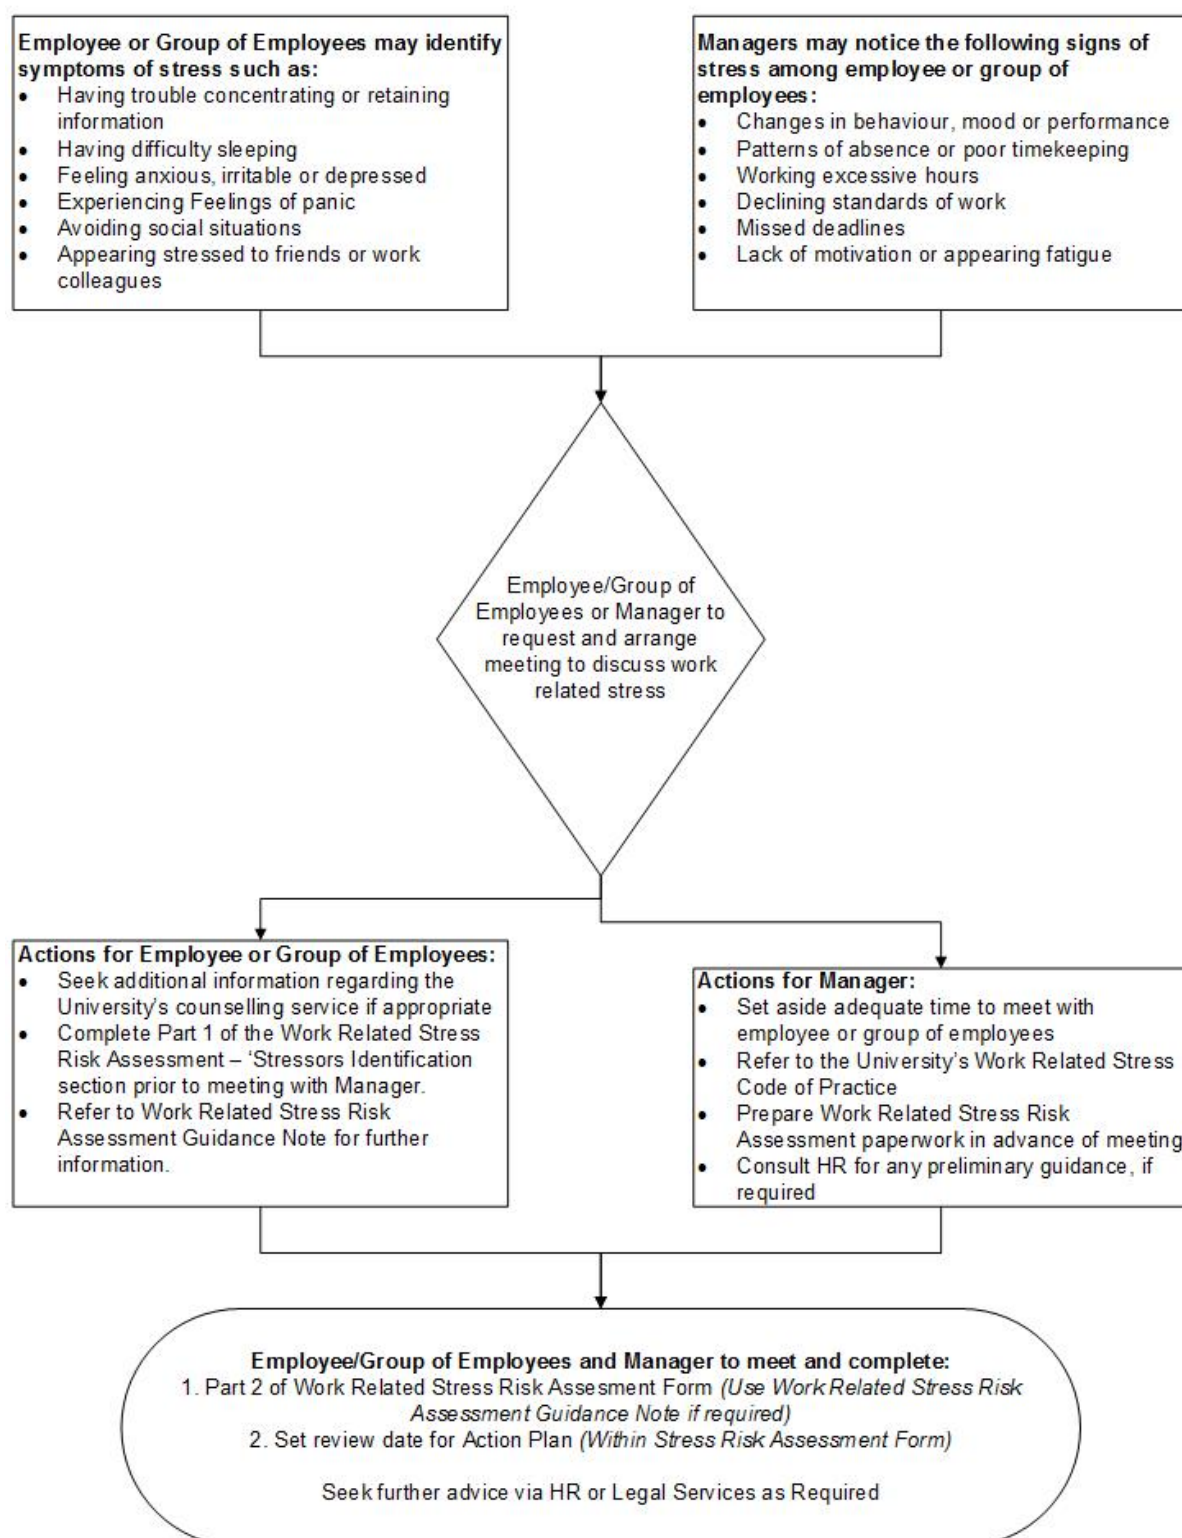 Employee or Group of Employees may identify
symptoms of stress such as:
• Having trouble concentrating or retaining
information
• Having difficulty sleeping
• Feeling anxious, irritable or depressed
• Experiencing Feelings of panic
• Avoiding social situations
• Appearing stressed to friends or work
colleagues
Managers may notice the following signs of
stress among employee or group of
employees:
• Changes in behaviour, mood or performance
• Patterns of absence or poor timekeeping
• Working excessive hours
• Declining standards of work
• Missed deadlines
• Lack of motivation or appearing fatigue
Employee/Group of
Employees or Manager to
request and arrange
meeting to discuss work
related stress
Actions for Employee or Group of Employees:
• Seek additional information regarding the
University's counselling service if appropriate
• Complete Part 1 of the Work Related Stress
Risk Assessment – 'Stressors Identification
section prior to meeting with Manager.
• Refer to Work Related Stress Risk
Assessment Guidance Note for further
information.
Actions for Manager:
• Set aside adequate time to meet with
employee or group of employees
• Refer to the University's Work Related Stress
Code of Practice
• Prepare Work Related Stress Risk
Assessment paperwork in advance of meeting
• Consult HR for any preliminary guidance, if
required
Employee/Group of Employees and Manager to meet and complete:
1. Part 2 of Work Related Stress Risk Assesment Form (Use Work Related Stress Risk
Assessment Guidance Note if required)
2. Set review date for Action Plan (Within Stress Risk Assessment Form)
Seek further advice via HR or Legal Services as Required